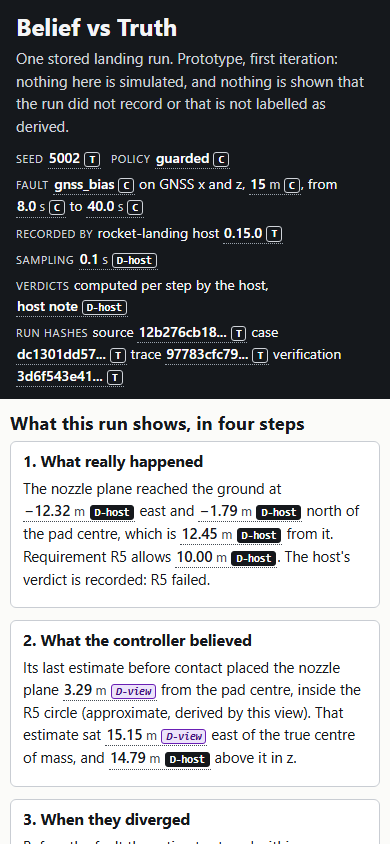 Belief vs Truth
One stored landing run. Prototype, first iteration:
nothing here is simulated, and nothing is shown that
the run did not record or that is not labelled as
derived.
SEED 5002 T POLICY guarded C
FAULT gnss_bias C on GNSS x and z, 15 m C, from
8.0 s C to 40.0 s C
RECORDED BY rocket-landing host 0.15.0 T
SAMPLING 0.1 s D-host
VERDICTS computed per step by the host,
host note D-host
RUN HASHES source 12b276cb18... T case
dc1301dd57... T trace 97783cfc79... T verification
3d6f543e41... T
What this run shows, in four steps
1. What really happened
The nozzle plane reached the ground at
−12.32 m D-host east and −1.79 m D-host north of
the pad centre, which is 12.45 m D-host from it.
Requirement R5 allows 10.00 m D-host. The host's
verdict is recorded: R5 failed.
2. What the controller believed
Its last estimate before contact placed the nozzle
plane 3.29 m D-view from the pad centre, inside the
R5 circle (approximate, derived by this view). That
estimate sat 15.15 m D-view east of the true centre
of mass, and 14.79 m D-host above it in z.
3. When they diverged